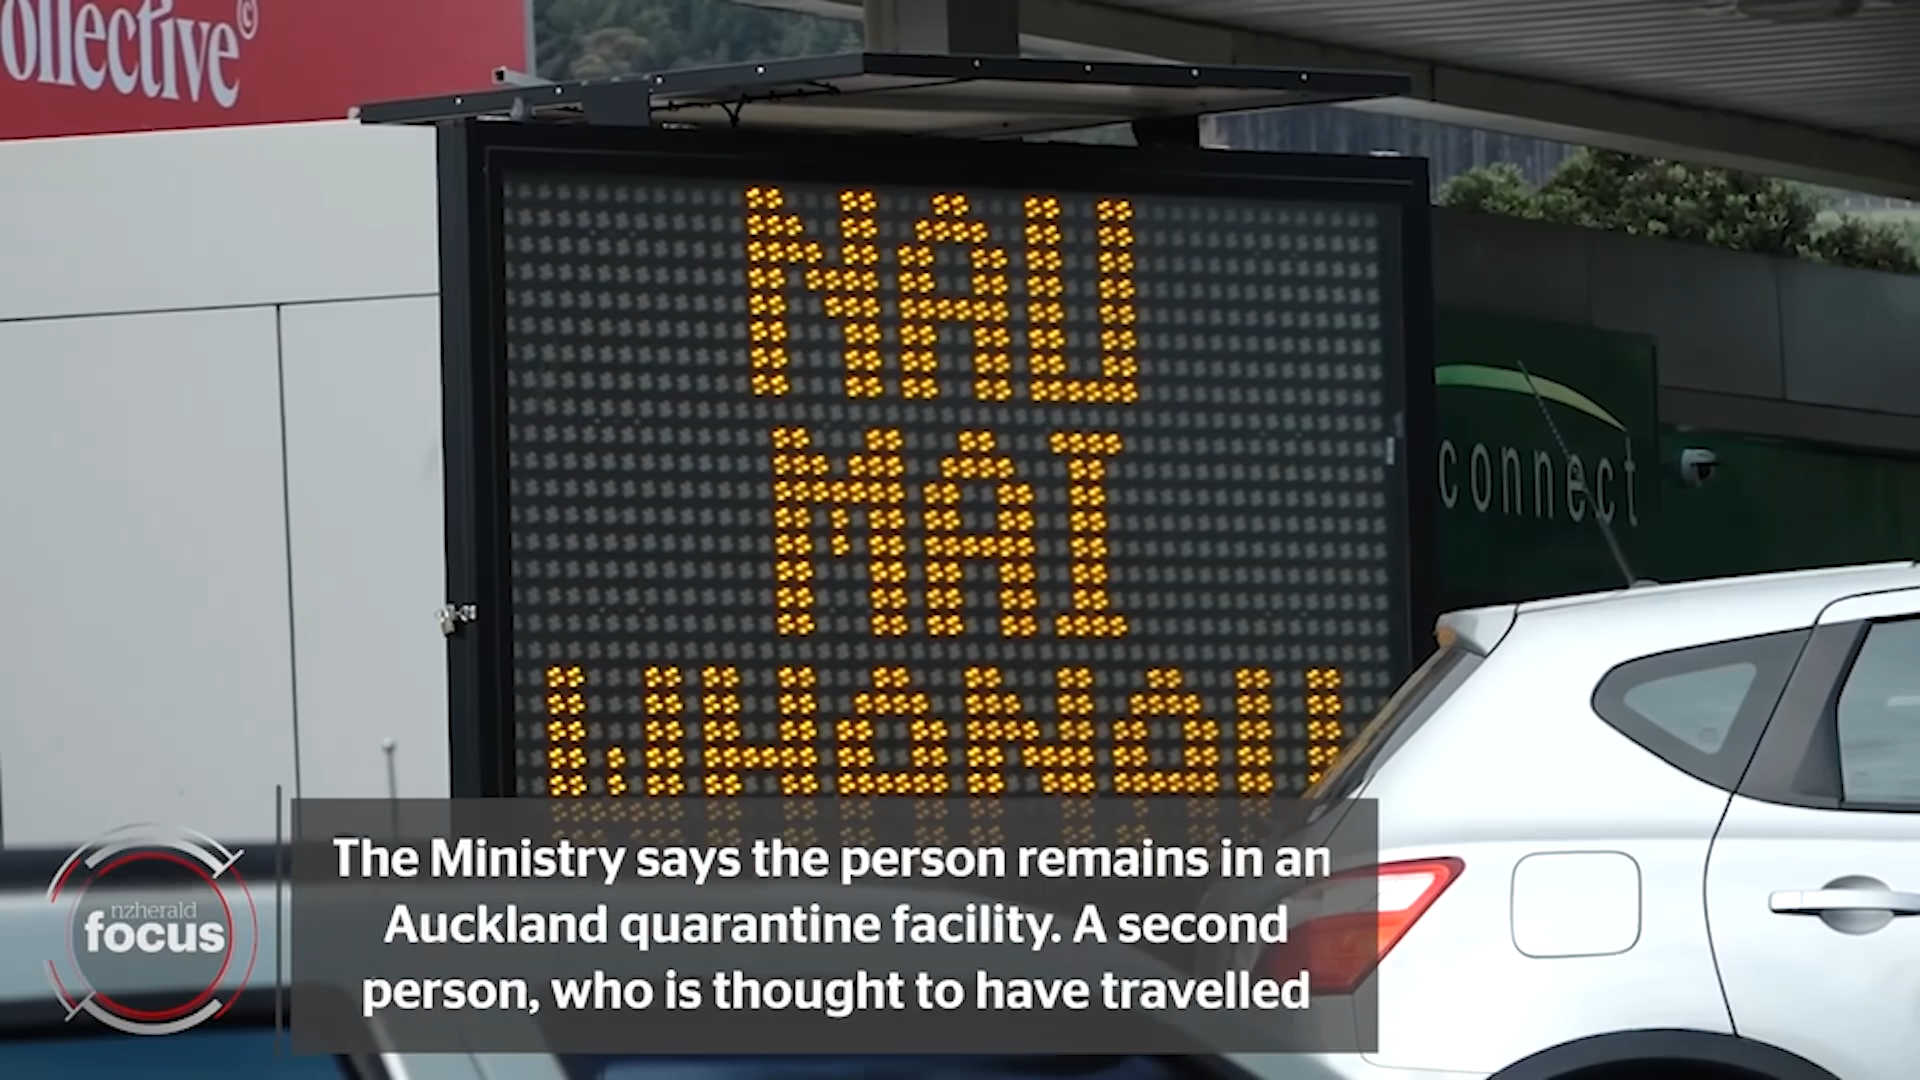 ollective©
NAU
MAI
WHANAU
connect
The Ministry says the person remains in an
Auckland quarantine facility. A second
person, who is thought to have travelled
nzherald
focus